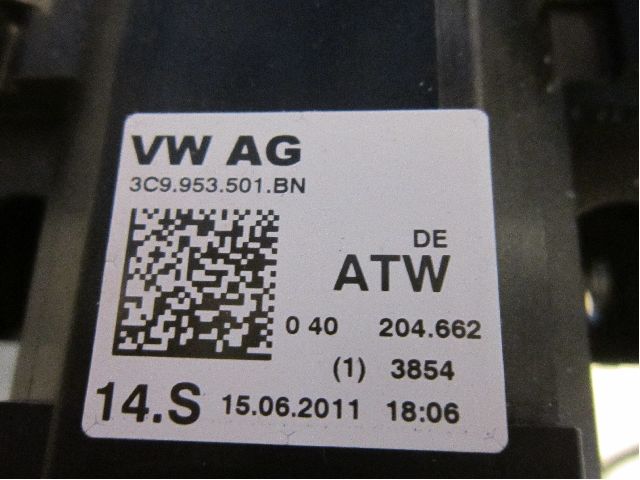 VW AG
3C9.953.501.BN
DE
ATW
0 40 204.662
(1) 3854
14.S 15.06.2011 18:06